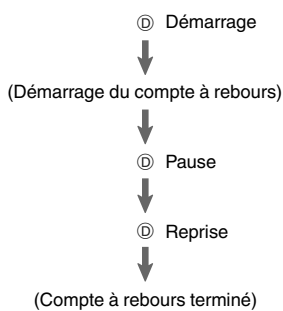 Ⓓ Démarrage
(Démarrage du compte à rebours)
Ⓓ Pause
Ⓓ Reprise
(Compte à rebours terminé)